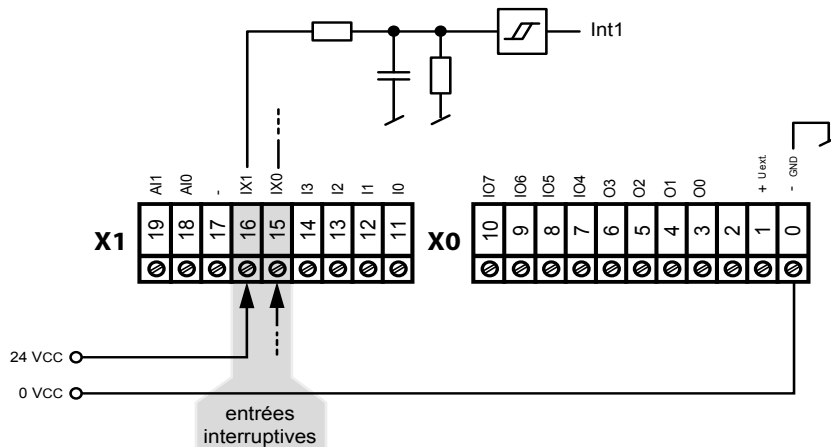 Int1
AI1 AI0 - IX1 IX0 I3 I2 I1 I0
IO7 IO6 IO5 IO4 O3 O2 O1 O0 + U ext. - GND
X1 19 18 17 16 15 14 13 12 11
X0 10 9 8 7 6 5 4 3 2 1 0
24 VCC
0 VCC
entrées
interruptives